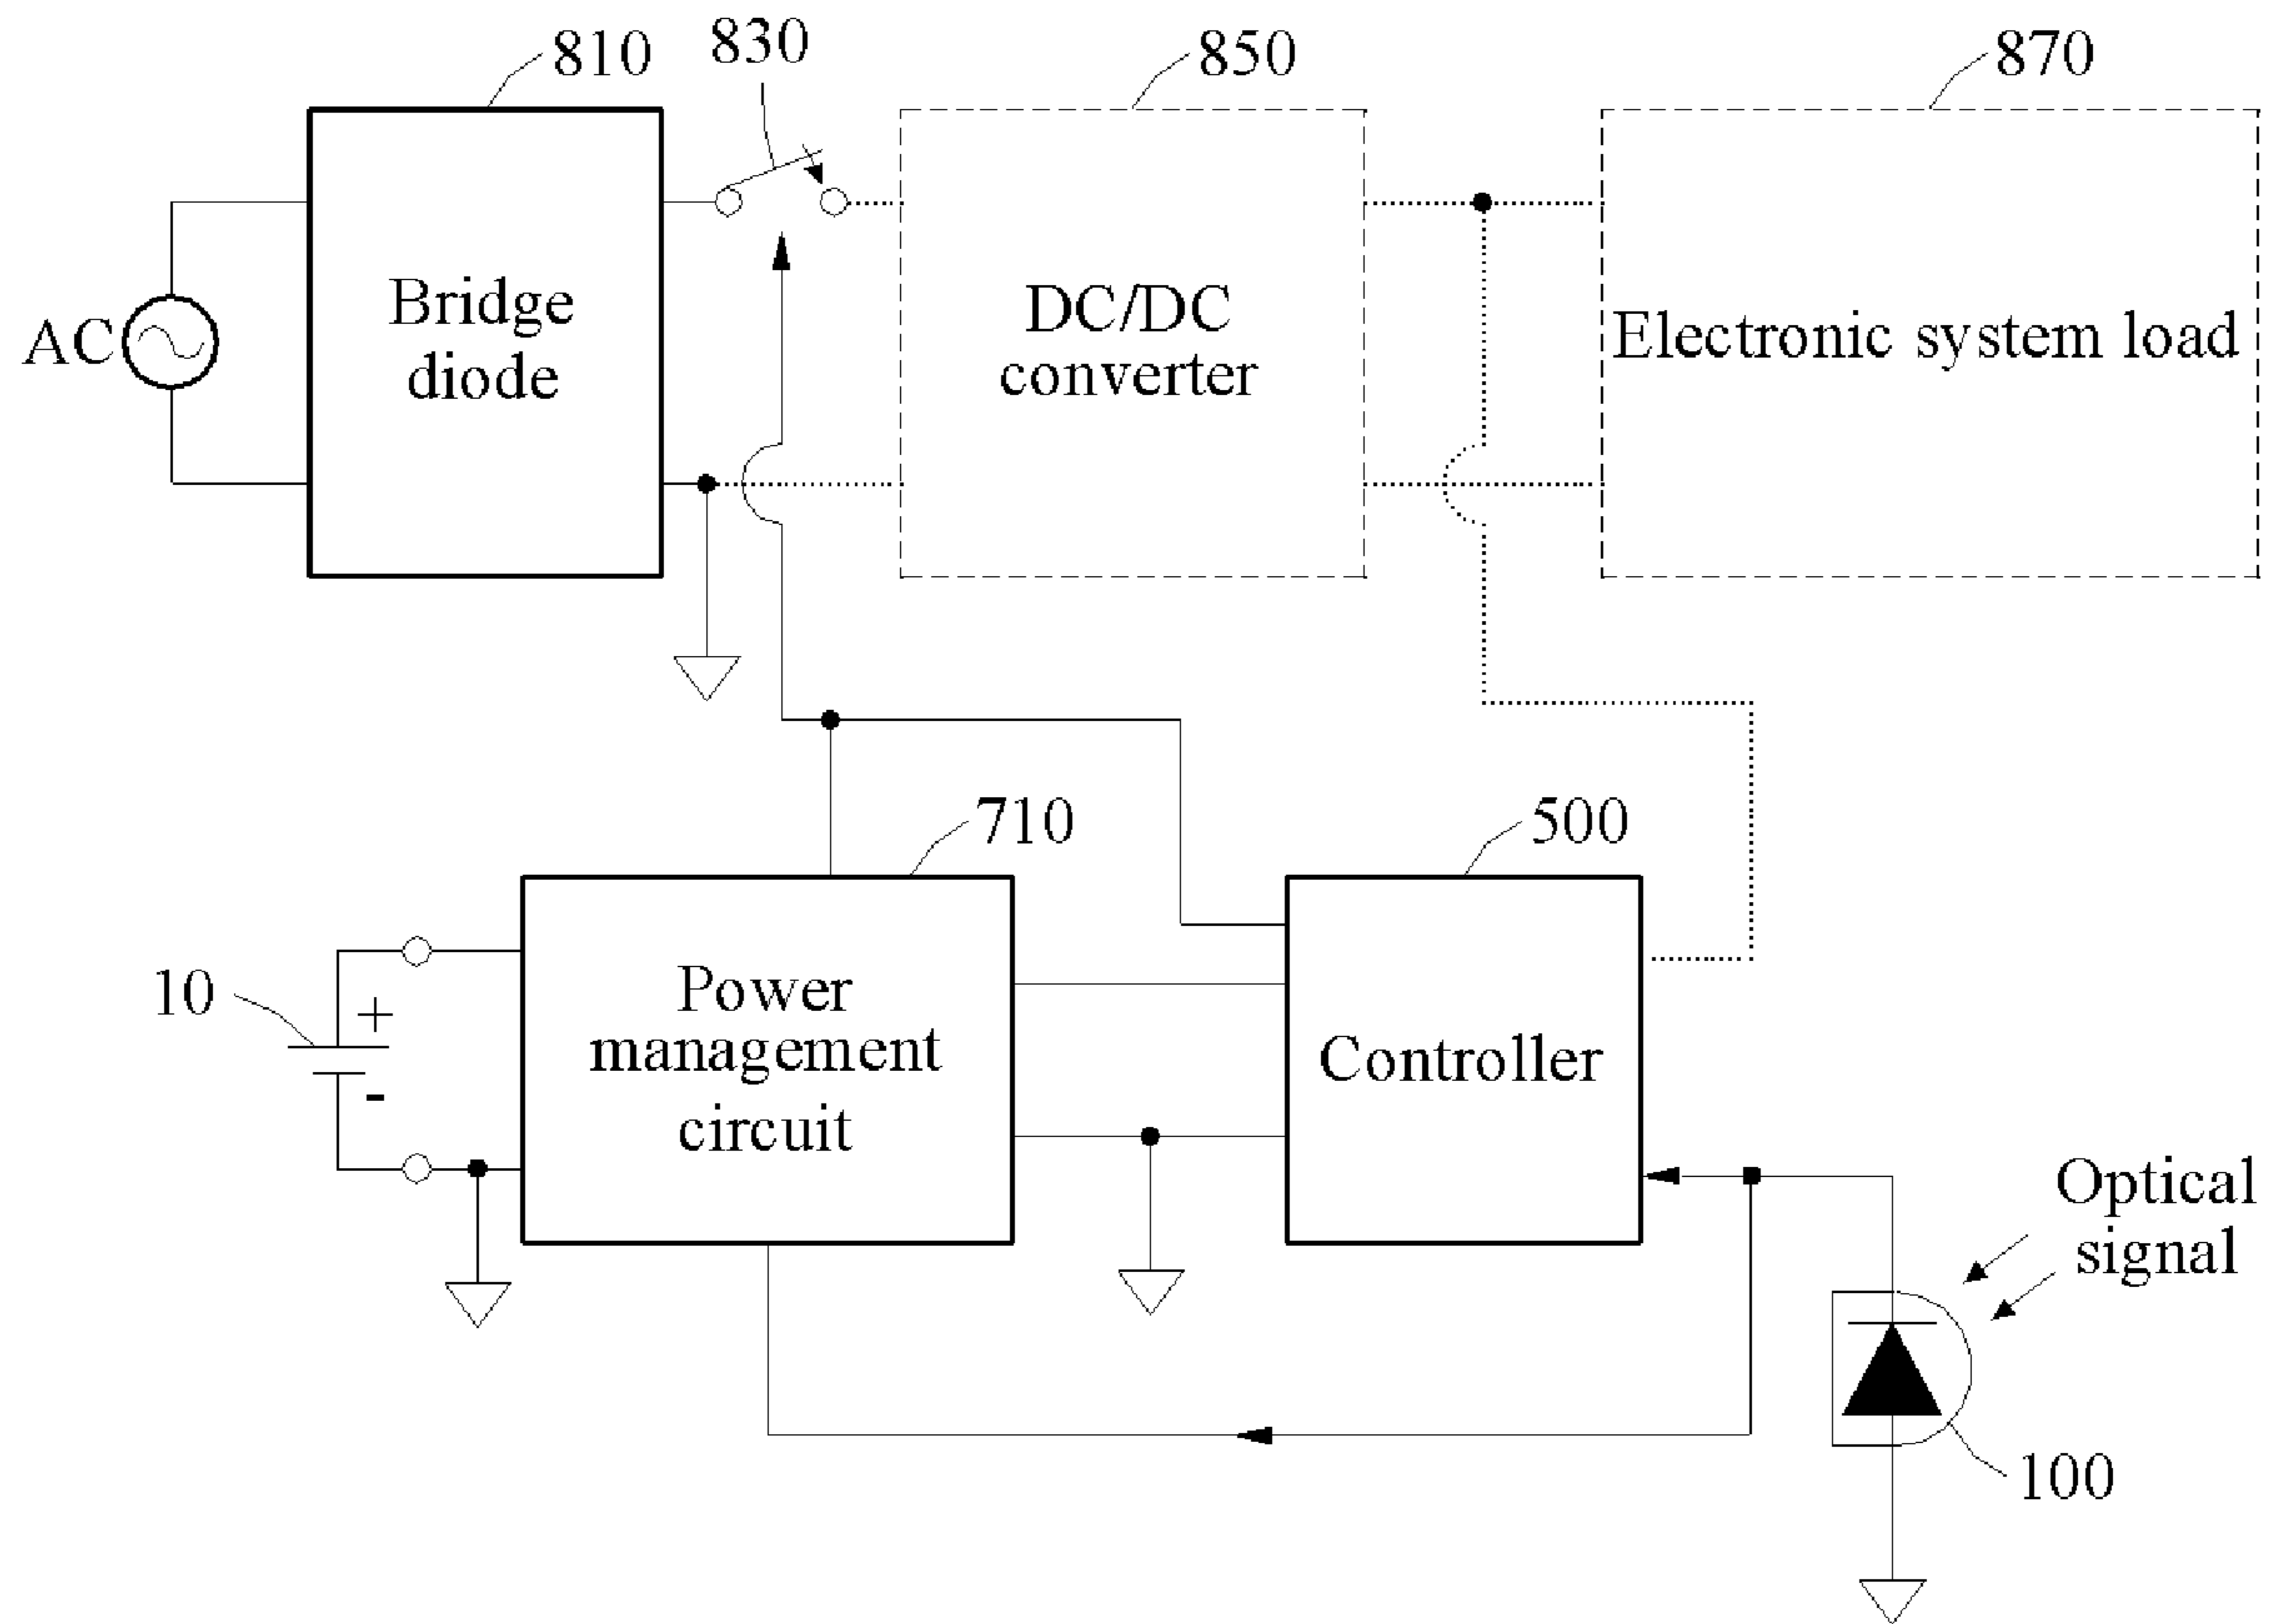 810
830
850
870
AC
Bridge
diode
DC/DC
converter
Electronic system load
710
500
10
+
-
Power
management
circuit
Controller
Optical
signal
100